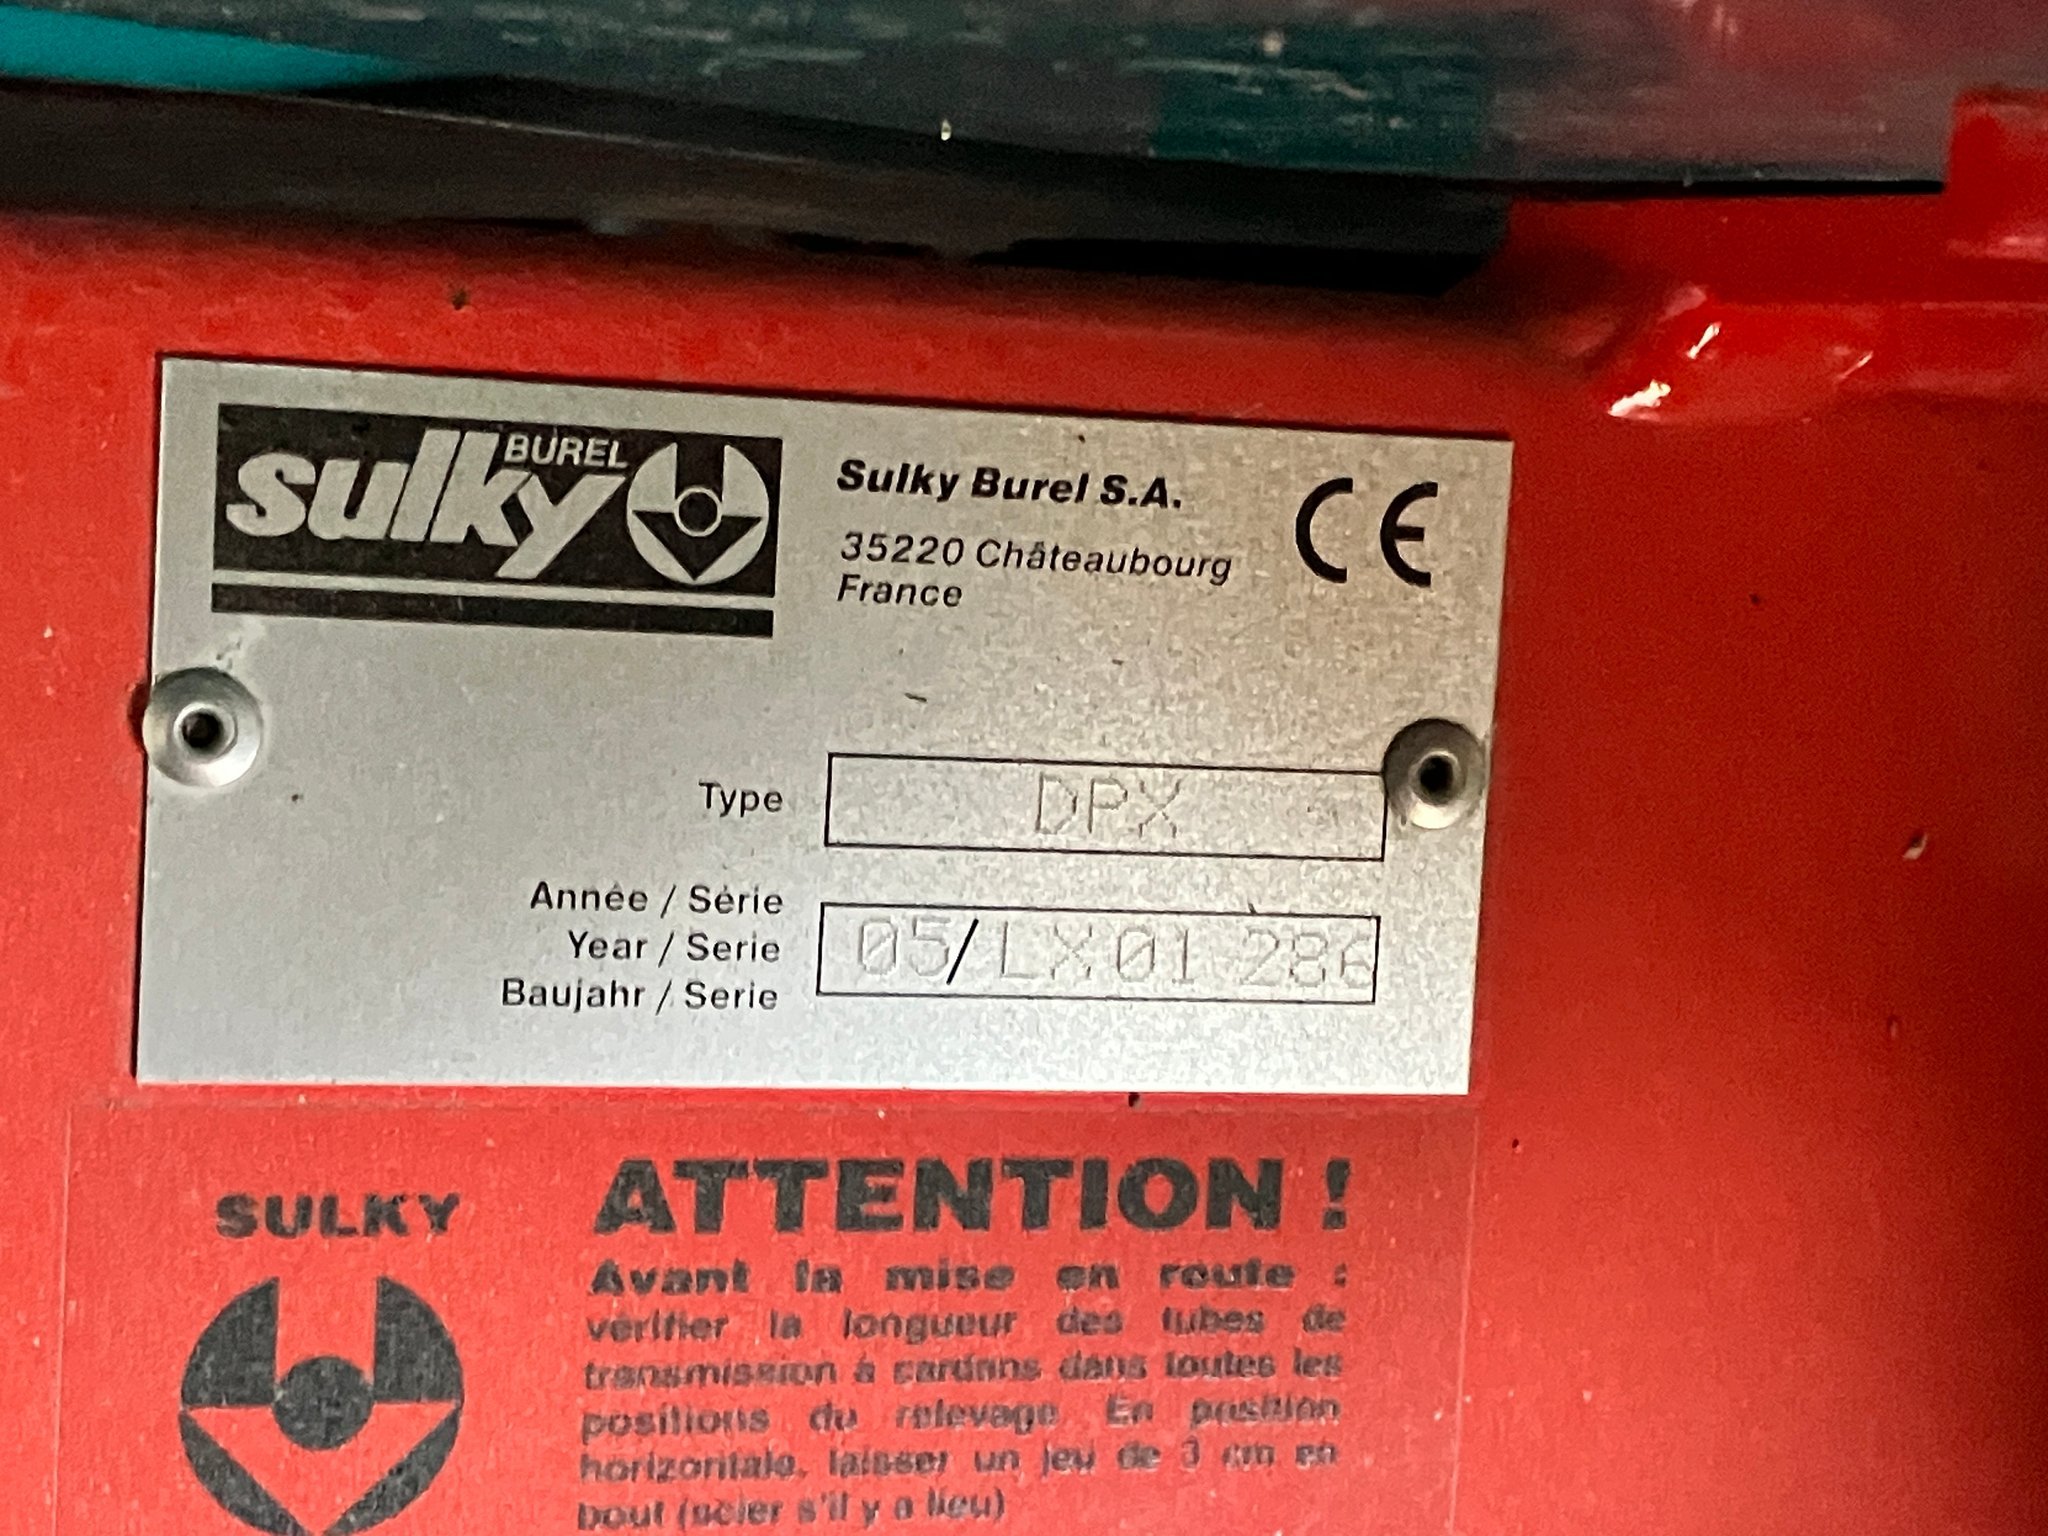 sulky BUREL
Sulky Burel S.A.
35220 Châteaubourg
France
CE
Type DPX
Année / Série
Year / Serie 05/LX01 286
Baujahr / Serie
SULKY
ATTENTION !
Avant la mise en route :
vérifier la longueur des tubes de
transmission à cardans dans toutes les
positions du relevage. En position
horizontale, laisser un jeu de 3 cm en
bout (scier s'il y a lieu)